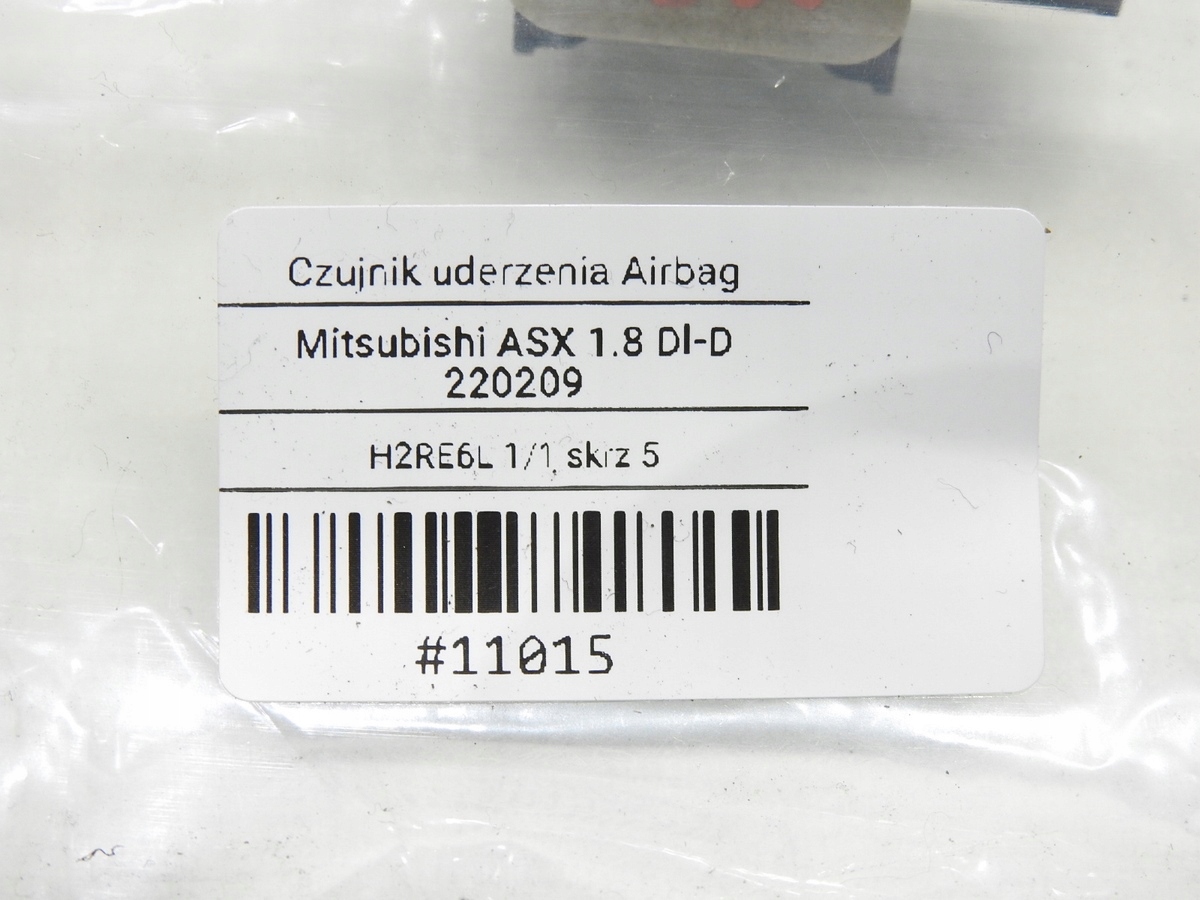 Czujnik uderzenia Airbag
Mitsubishi ASX 1.8 DI-D
220209
H2RE6L 1/1 skrz 5
#11015